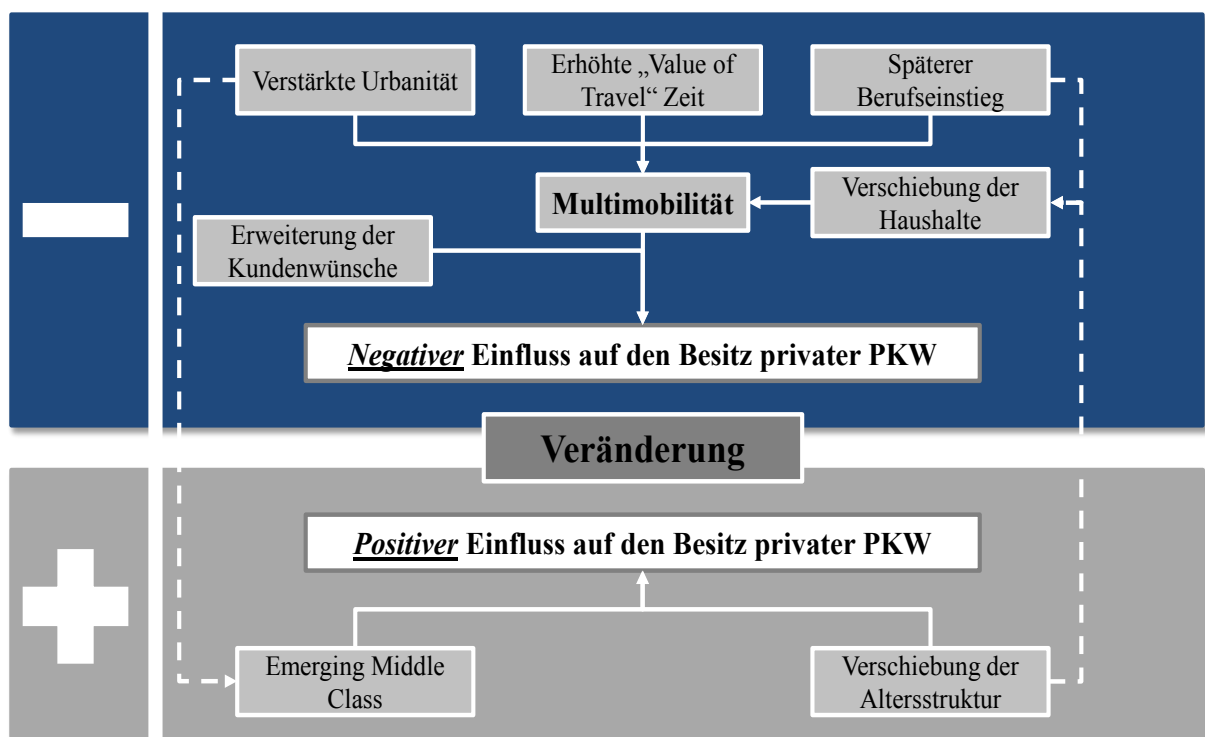 Verstärkte Urbanität
Erhöhte „Value of
Travel“ Zeit
Späterer
Berufseinstieg
Multimobilität
Verschiebung der
Haushalte
Erweiterung der
Kundenwünsche
Negativer Einfluss auf den Besitz privater PKW
Veränderung
Positiver Einfluss auf den Besitz privater PKW
Emerging Middle
Class
Verschiebung der
Altersstruktur